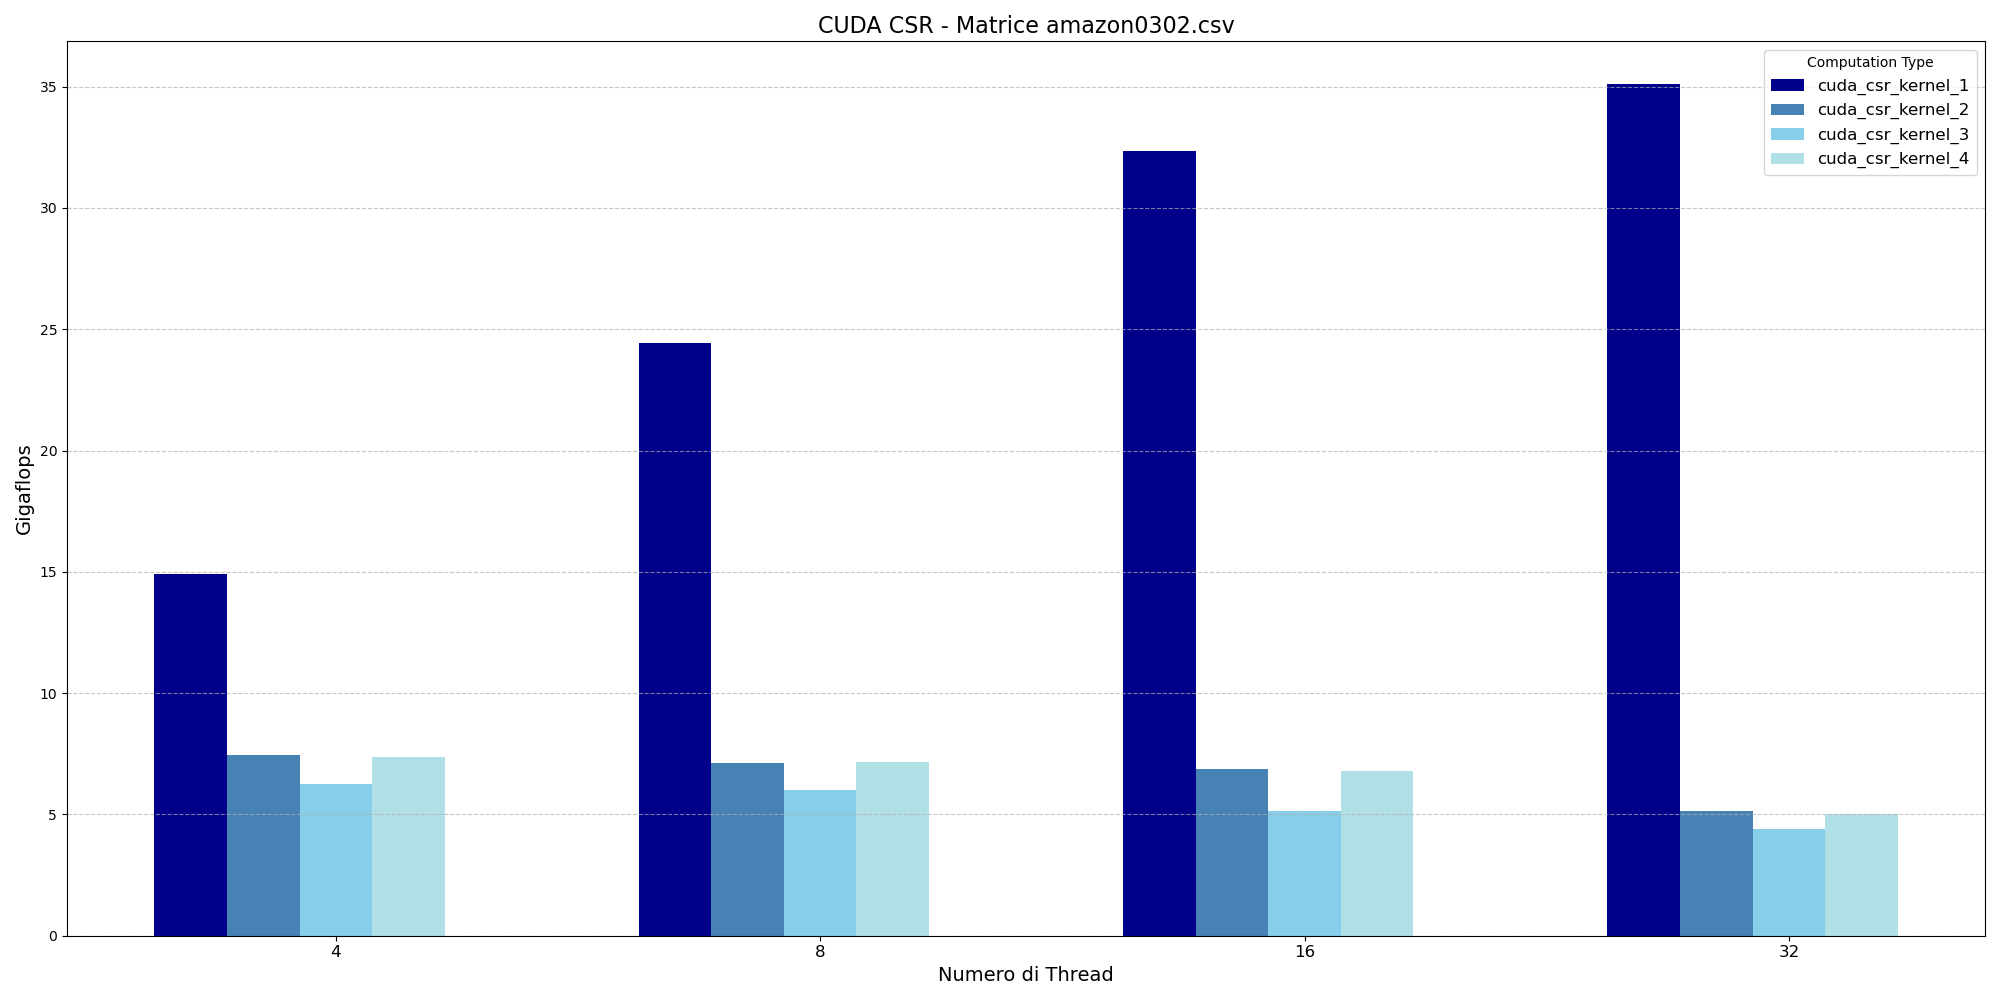 CUDA CSR - Matrice amazon0302.csv
Computation Type
cuda_csr_kernel_1
cuda_csr_kernel_2
cuda_csr_kernel_3
cuda_csr_kernel_4
Gigaflops
35
30
25
20
15
10
5
0
4 8 16 32
Numero di Thread